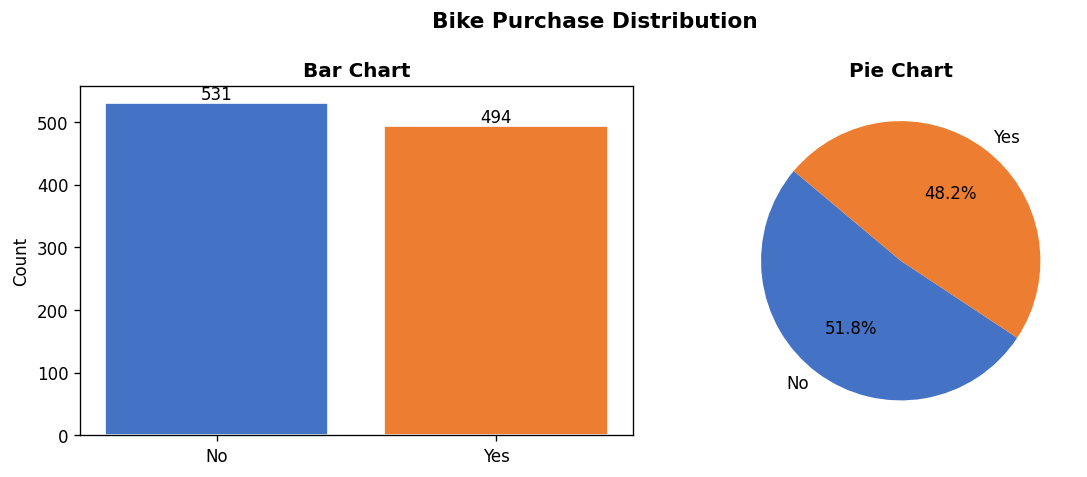 Bike Purchase Distribution
Bar Chart
531
494
500
400
300
200
100
0
Count
No
Yes
Pie Chart
Yes
48.2%
51.8%
No